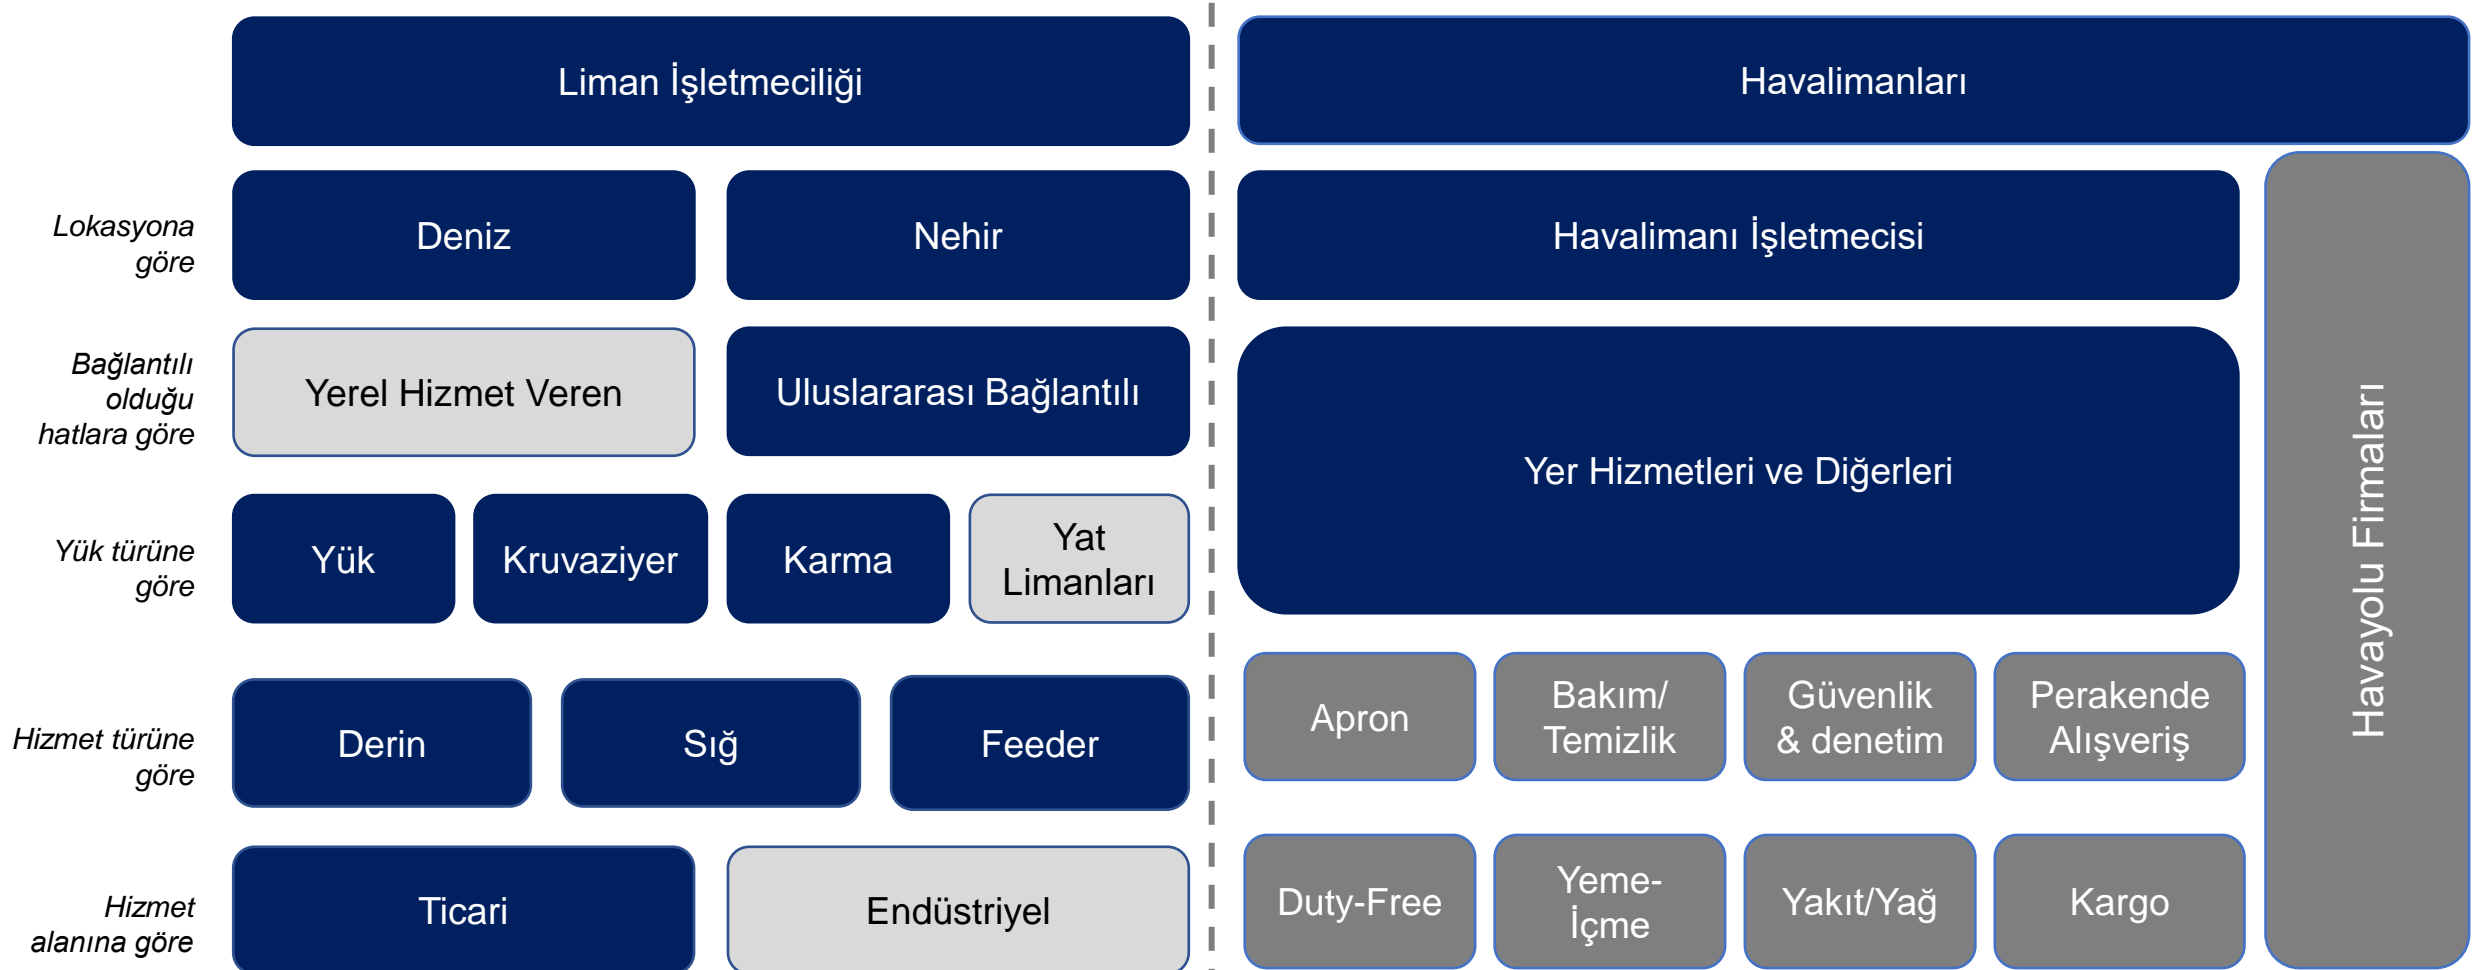 Liman İşletmeciliği
Lokasyona
göre
Deniz
Nehir
Bağlantılı
olduğu
hatlara göre
Yerel Hizmet Veren
Uluslararası Bağlantılı
Yük türüne
göre
Yük
Kruvaziyer
Karma
Yat
Limanları
Hizmet türüne
göre
Derin
Sığ
Feeder
Hizmet
alanına göre
Ticari
Endüstriyel
Havalimanları
Havalimanı İşletmecisi
Yer Hizmetleri ve Diğerleri
Apron
Bakım/
Temizlik
Güvenlik
& denetim
Perakende
Alışveriş
Duty-Free
Yeme-
İçme
Yakıt/Yağ
Kargo
Havayolu Firmaları